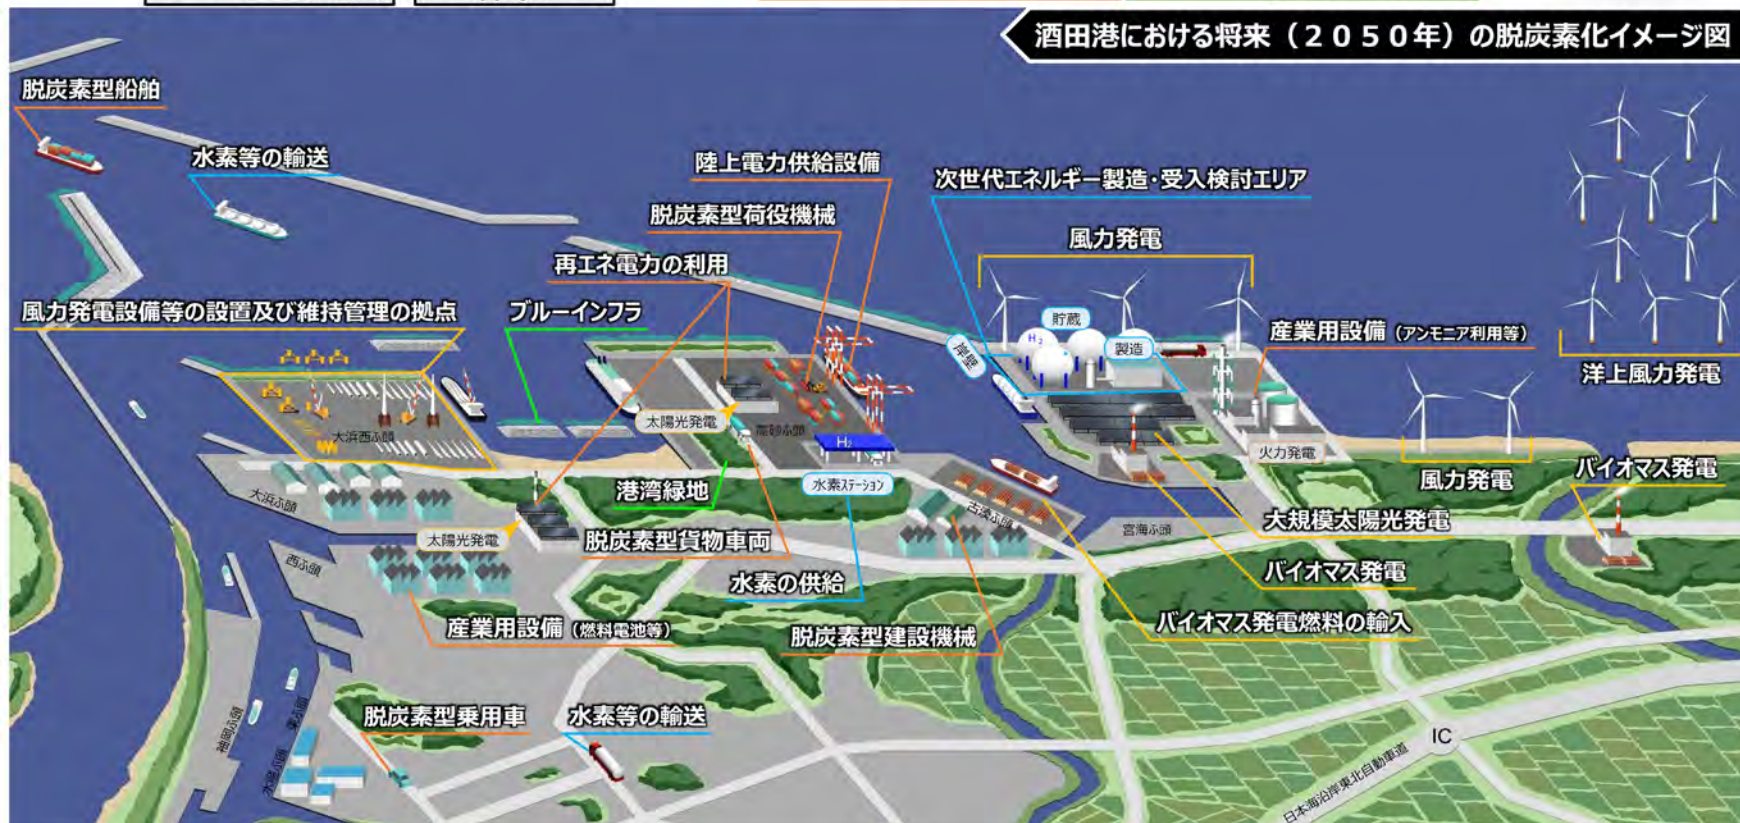 酒田港における将来（２０５０年）の脱炭素化イメージ図
脱炭素型船舶
水素等の輸送
陸上電力供給設備
次世代エネルギー製造・受入検討エリア
脱炭素型荷役機械
風力発電
再エネ電力の利用
風力発電設備等の設置及び維持管理の拠点
ブルーインフラ
貯蔵
H2
製造
岸壁
産業用設備（アンモニア利用等）
洋上風力発電
太陽光発電
高砂ふ頭
大浜西ふ頭
H2
火力発電
風力発電
バイオマス発電
水素ステーション
港湾緑地
大浜ふ頭
古湊ふ頭
宮海ふ頭
大規模太陽光発電
太陽光発電
脱炭素型貨物車両
西ふ頭
水素の供給
バイオマス発電
産業用設備（燃料電池等）
脱炭素型建設機械
バイオマス発電燃料の輸入
脱炭素型乗用車
水素等の輸送
東ふ頭
IC
日本海沿岸東北自動車道